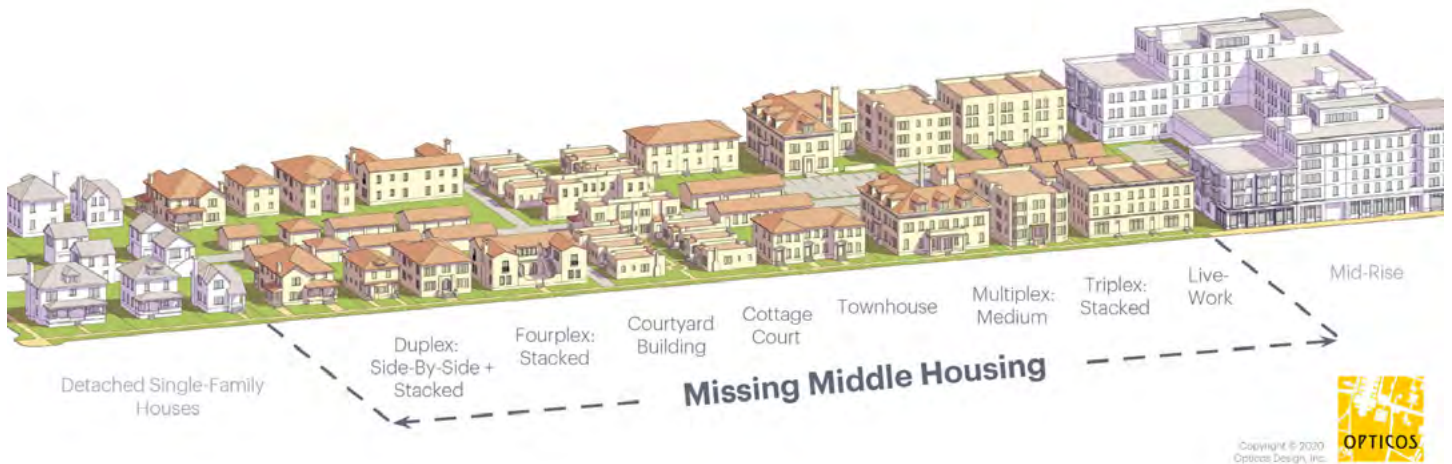 Detached Single-Family
Houses
Duplex:
Side-By-Side +
Stacked
Fourplex:
Stacked
Courtyard
Building
Cottage
Court
Townhouse
Multiplex:
Medium
Triplex:
Stacked
Live-
Work
Mid-Rise
Missing Middle Housing
Copyright © 2020
Opticos Design, Inc.
OPTICOS